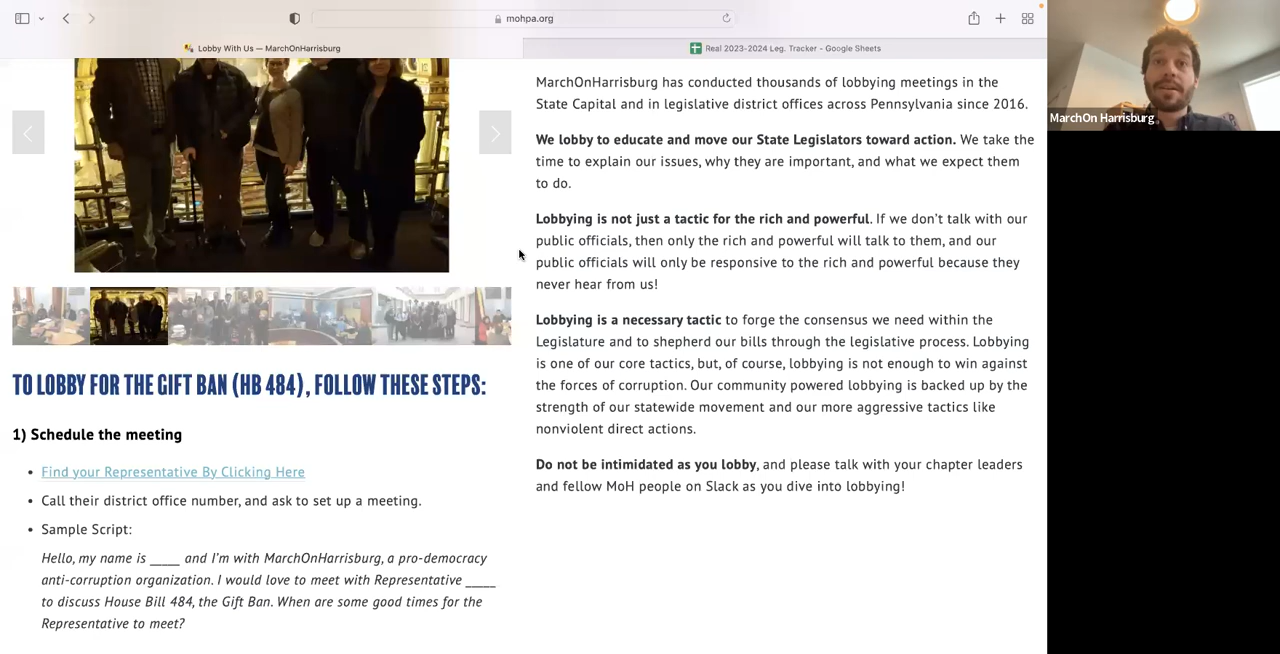 mohpa.org
Lobby With Us — MarchOnHarrisburg
Real 2023-2024 Leg. Tracker - Google Sheets
MarchOn Harrisburg
MarchOnHarrisburg has conducted thousands of lobbying meetings in the
State Capital and in legislative district offices across Pennsylvania since 2016.
We lobby to educate and move our State Legislators toward action. We take the
time to explain our issues, why they are important, and what we expect them
to do.
Lobbying is not just a tactic for the rich and powerful. If we don’t talk with our
public officials, then only the rich and powerful will talk to them, and our
public officials will only be responsive to the rich and powerful because they
never hear from us!
Lobbying is a necessary tactic to forge the consensus we need within the
Legislature and to shepherd our bills through the legislative process. Lobbying
is one of our core tactics, but, of course, lobbying is not enough to win against
the forces of corruption. Our community powered lobbying is backed up by the
strength of our statewide movement and our more aggressive tactics like
nonviolent direct actions.
Do not be intimidated as you lobby, and please talk with your chapter leaders
and fellow MoH people on Slack as you dive into lobbying!
TO LOBBY FOR THE GIFT BAN (HB 484), FOLLOW THESE STEPS:
1) Schedule the meeting
• Find your Representative By Clicking Here
• Call their district office number, and ask to set up a meeting.
• Sample Script:
Hello, my name is _____ and I’m with MarchOnHarrisburg, a pro-democracy
anti-corruption organization. I would love to meet with Representative _____
to discuss House Bill 484, the Gift Ban. When are some good times for the
Representative to meet?